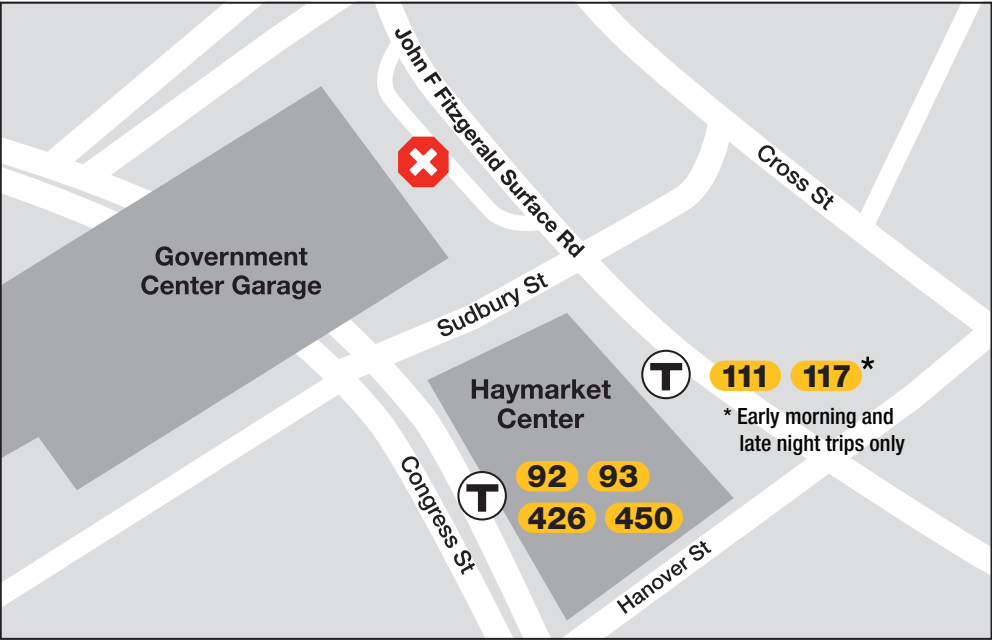 John F Fitzgerald Surface Rd
Cross St
Government
Center Garage
Sudbury St
T
111 117*
Haymarket
Center
* Early morning and
late night trips only
T
92 93
426 450
Congress St
Hanover St